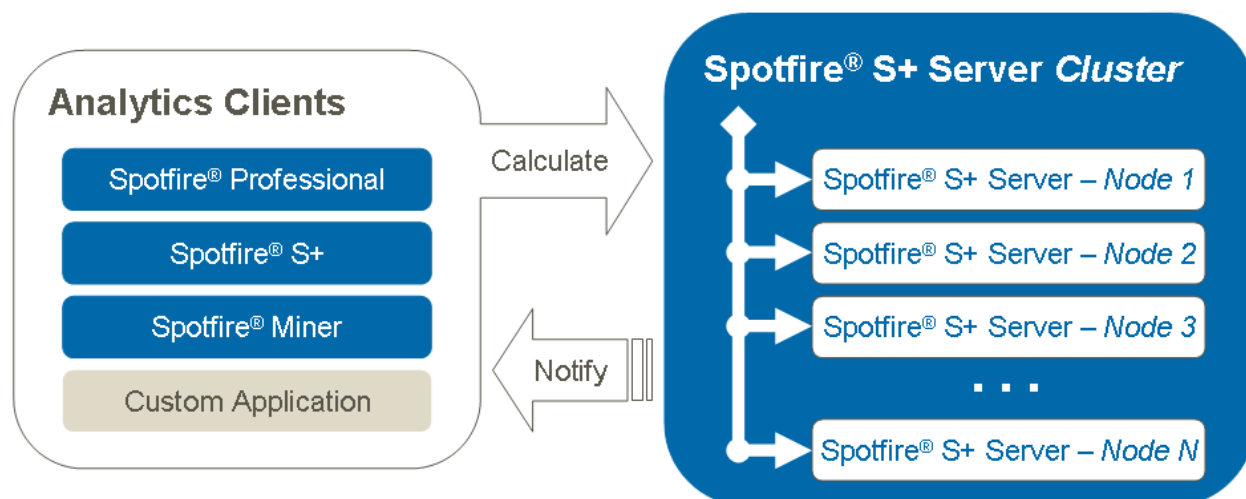 Analytics Clients
Spotfire® Professional
Spotfire® S+
Spotfire® Miner
Custom Application
Calculate
Notify
Spotfire® S+ Server Cluster
Spotfire® S+ Server – Node 1
Spotfire® S+ Server – Node 2
Spotfire® S+ Server – Node 3
. . .
Spotfire® S+ Server – Node N